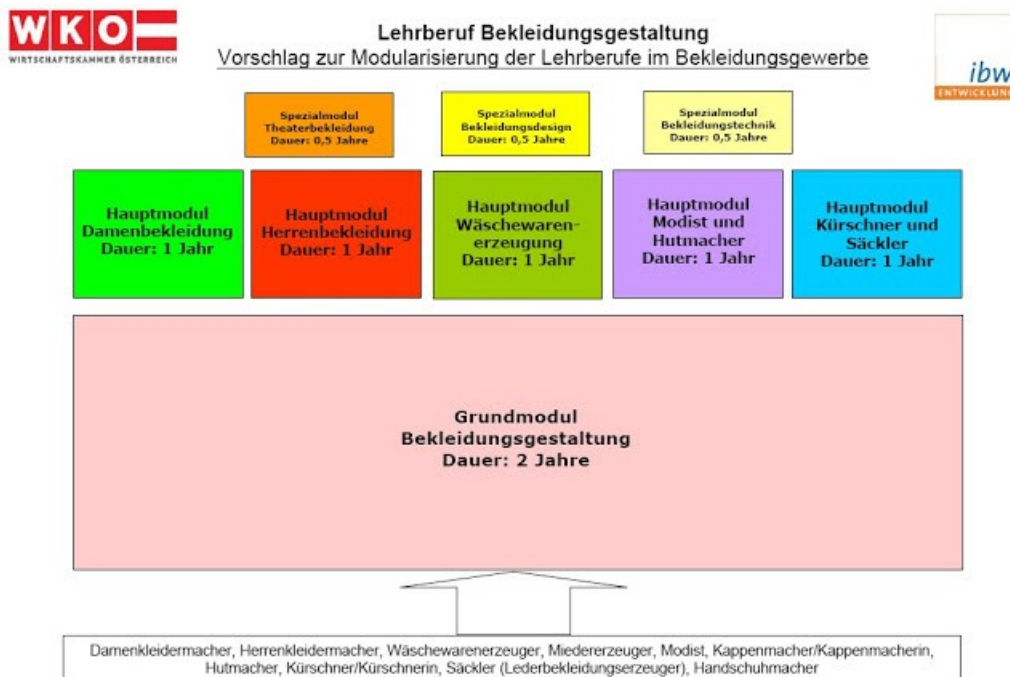 WKO
WIRTSCHAFTSKAMMER ÖSTERREICH
Lehrberuf Bekleidungsgestaltung
Vorschlag zur Modularisierung der Lehrberufe im Bekleidungsgewerbe
ibw
ENTWICKLUNG
Spezialmodul
Theaterbekleidung
Dauer: 0,5 Jahre
Spezialmodul
Bekleidungsdesign
Dauer: 0,5 Jahre
Spezialmodul
Bekleidungstechnik
Dauer: 0,5 Jahre
Hauptmodul
Damenbekleidung
Dauer: 1 Jahr
Hauptmodul
Herrenbekleidung
Dauer: 1 Jahr
Hauptmodul
Wäschewaren-
erzeugung
Dauer: 1 Jahr
Hauptmodul
Modist und
Hutmacher
Dauer: 1 Jahr
Hauptmodul
Kürschner und
Säckler
Dauer: 1 Jahr
Grundmodul
Bekleidungsgestaltung
Dauer: 2 Jahre
Damenkleidermacher, Herrenkleidermacher, Wäschewarenerzeuger, Miedererzeuger, Modist, Kappenmacher/Kappenmacherin,
Hutmacher, Kürschner/Kürschnerin, Säckler (Lederbekleidungserzeuger), Handschuhmacher